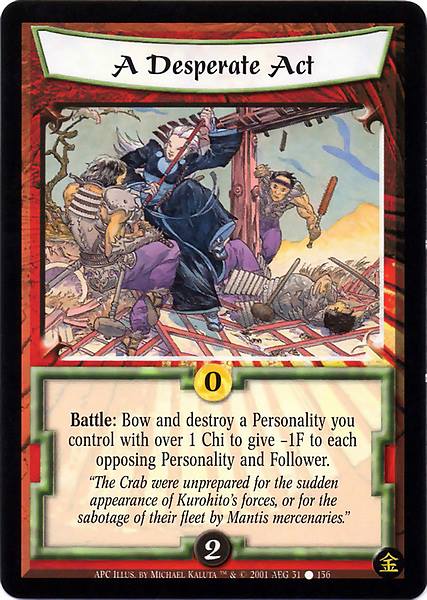 A Desperate Act
0
Battle: Bow and destroy a Personality you
control with over 1 Chi to give –1F to each
opposing Personality and Follower.
“The Crab were unprepared for the sudden
appearance of Kurohito's forces, or for the
sabotage of their fleet by Mantis mercenaries.”
2
金
APC Illus. by Michael Kaluta ™ & © 2001 AEG 31 ● 156